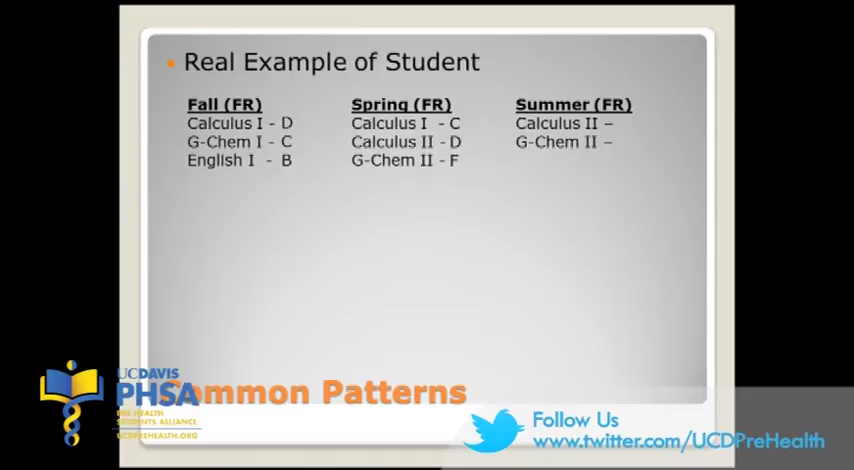 Real Example of Student
Fall (FR)
Calculus I - D
G-Chem I - C
English I - B
Spring (FR)
Calculus I - C
Calculus II - D
G-Chem II - F
Summer (FR)
Calculus II –
G-Chem II –
Common Patterns
UCDAVIS
PHSA
PRE HEALTH
STUDENTS ALLIANCE
UCDPREHEALTH.ORG
Follow Us
www.twitter.com/UCDPreHealth